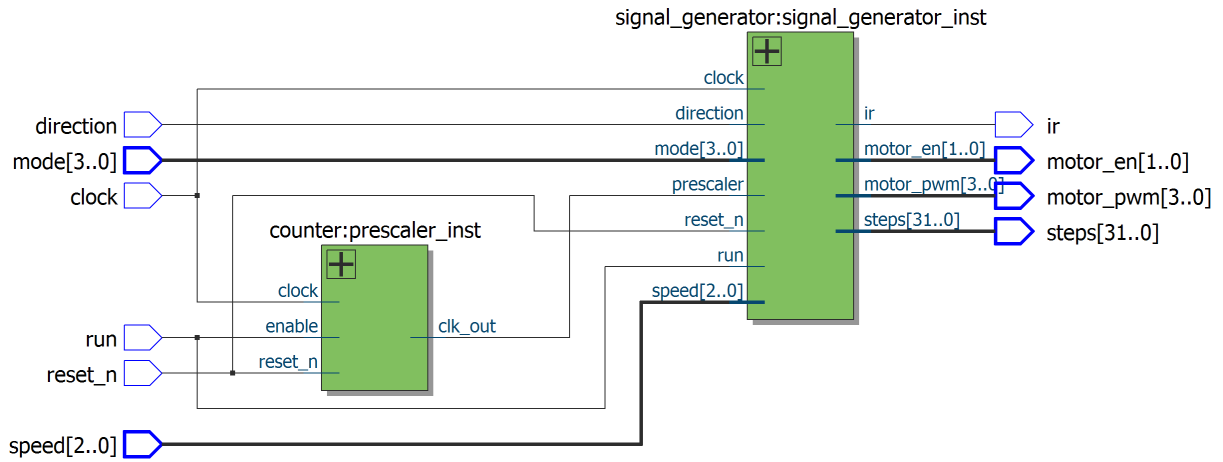 signal_generator:signal_generator_inst
clock
direction
direction
ir
ir
mode[3..0]
mode[3..0]
motor_en[1..0]
motor_en[1..0]
clock
prescaler
motor_pwm[3..0]
motor_pwm[3..0]
reset_n
steps[31..0]
steps[31..0]
counter:prescaler_inst
run
clock
speed[2..0]
run
enable
clk_out
reset_n
reset_n
speed[2..0]